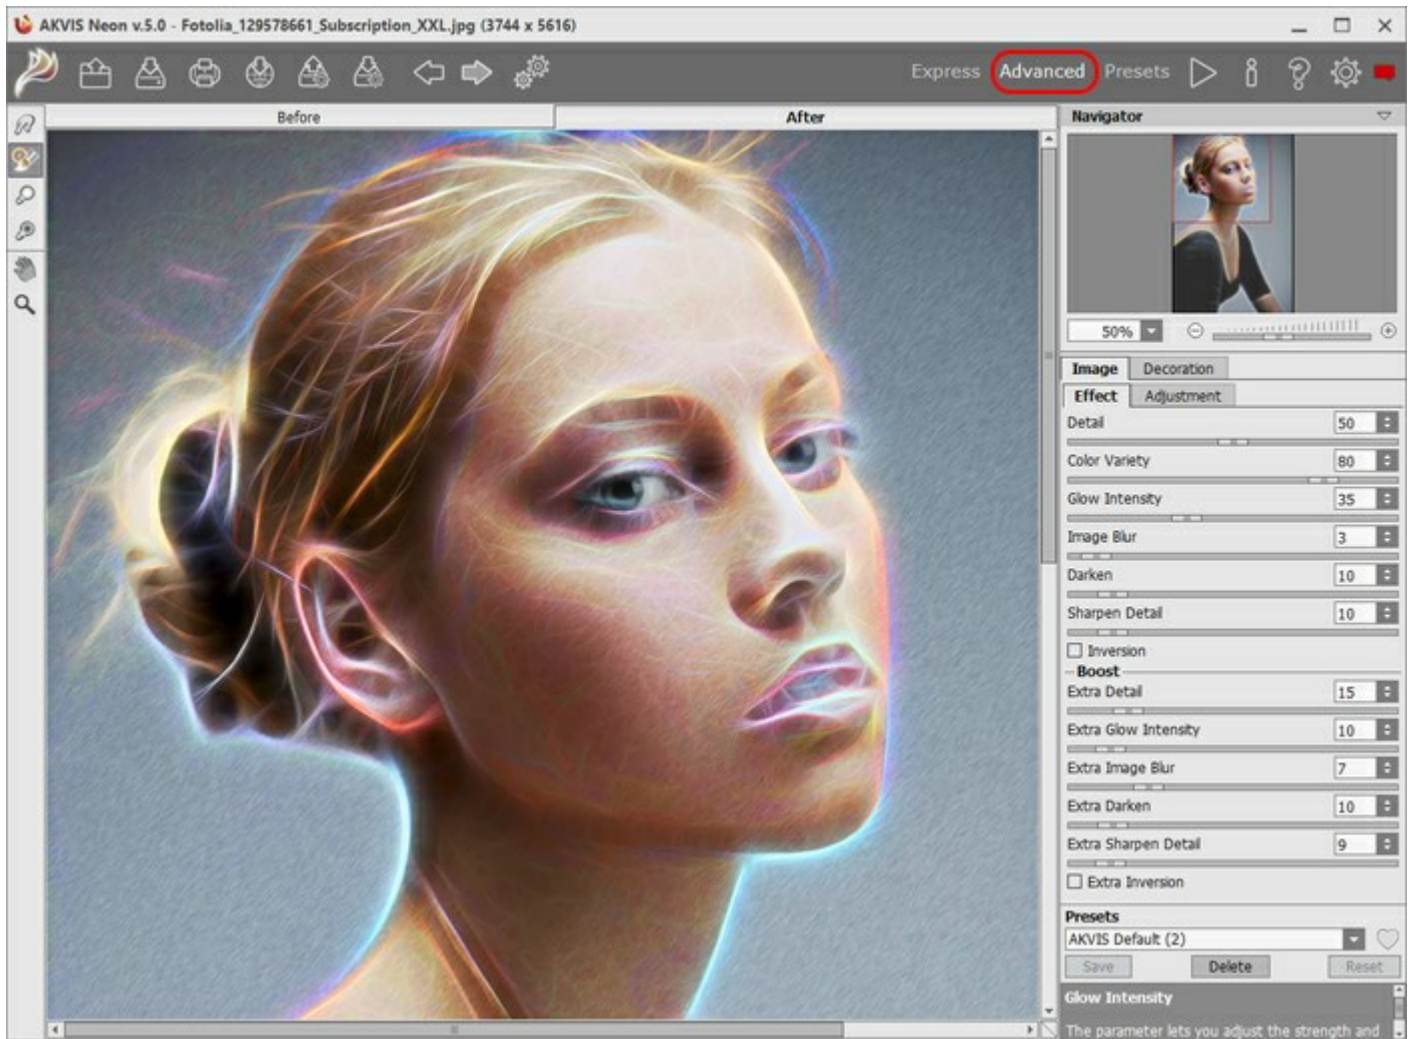 AKVIS Neon v.5.0 - Fotolia_129578661_Subscription_XXL.jpg (3744 x 5616)
Express Advanced Presets
Before After
Navigator
50%
Image Decoration
Effect Adjustment
Detail 50
Color Variety 80
Glow Intensity 35
Image Blur 3
Darken 10
Sharpen Detail 10
Inversion
Boost
Extra Detail 15
Extra Glow Intensity 10
Extra Image Blur 7
Extra Darken 10
Extra Sharpen Detail 9
Extra Inversion
Presets
AKVIS Default (2)
Save Delete Reset
Glow Intensity
The parameter lets you adjust the strength and